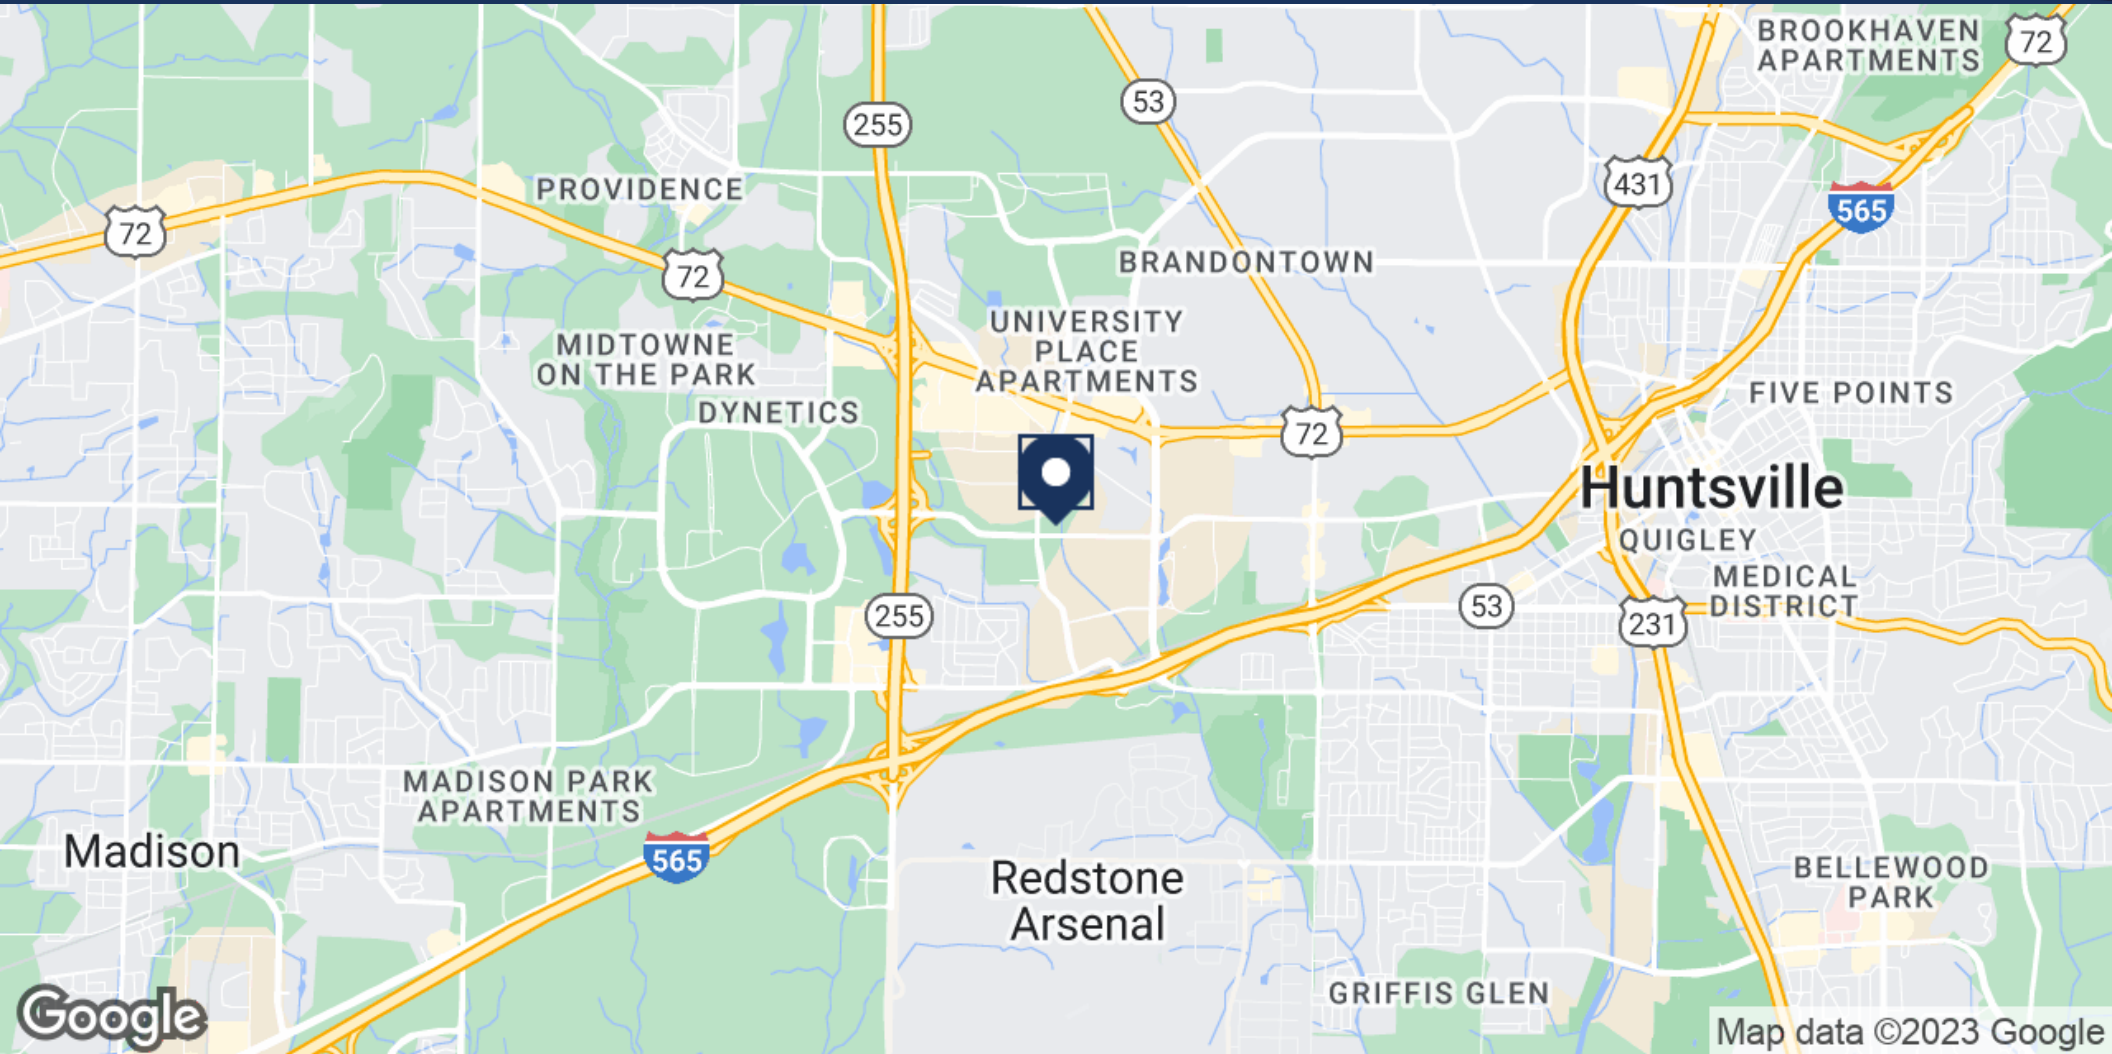 BROOKHAVEN
APARTMENTS
72
53
255
431
PROVIDENCE
565
72
BRANDONTOWN
72
UNIVERSITY
PLACE
APARTMENTS
MIDTOWNE
ON THE PARK
FIVE POINTS
DYNETICS
72
Huntsville
QUIGLEY
MEDICAL
DISTRICT
53
255
231
MADISON PARK
APARTMENTS
Madison
565
Redstone
Arsenal
BELLEWOOD
PARK
GRIFFIS GLEN
Google
Map data ©2023 Google